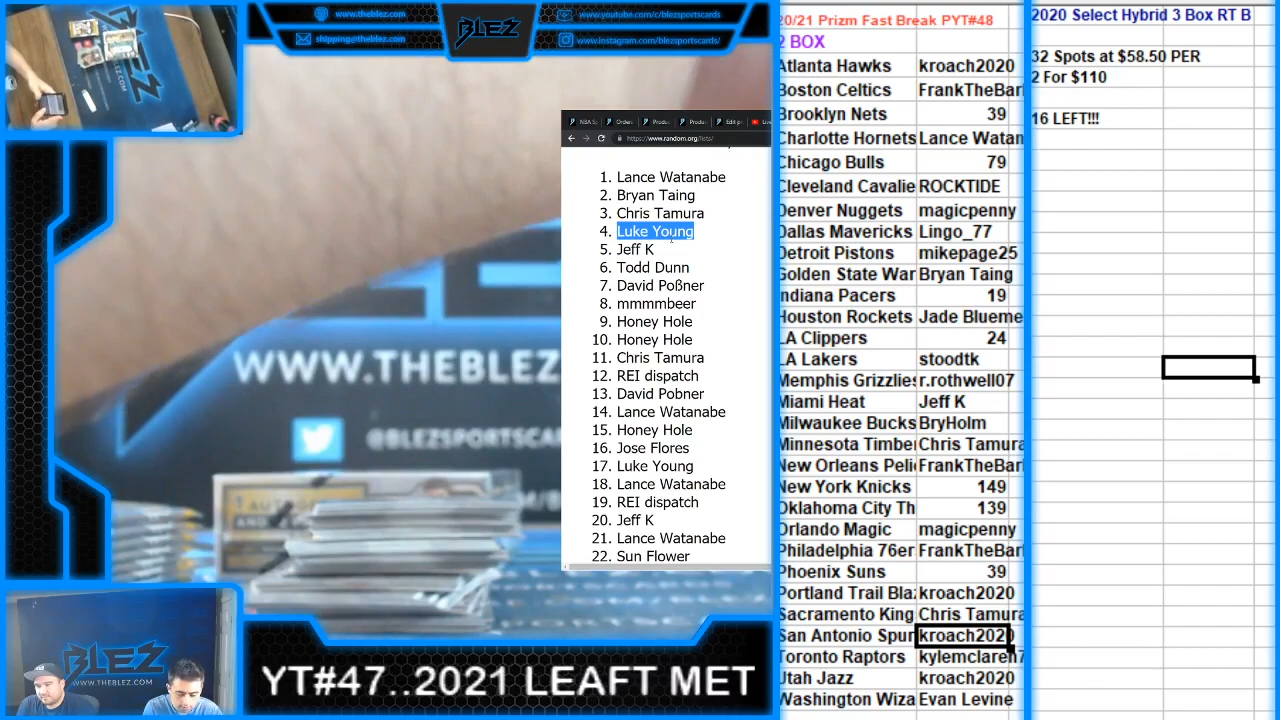 www.theblez.com
shipping@theblez.com
BLEZ
www.youtube.com/c/blezsportscards
www.instagram.com/blezsportscards/
https://www.random.org/lists/
1. Lance Watanabe
2. Bryan Taing
3. Chris Tamura
4. Luke Young
5. Jeff K
6. Todd Dunn
7. David Poßner
8. mmmmbeer
9. Honey Hole
10. Honey Hole
11. Chris Tamura
12. REI dispatch
13. David Pobner
14. Lance Watanabe
15. Honey Hole
16. Jose Flores
17. Luke Young
18. Lance Watanabe
19. REI dispatch
20. Jeff K
21. Lance Watanabe
22. Sun Flower
20/21 Prizm Fast Break PYT#48
2 BOX
Atlanta Hawks kroach2020
Boston Celtics FrankTheBar
Brooklyn Nets 39
Charlotte Hornets Lance Watan
Chicago Bulls 79
Cleveland Cavalie ROCKTIDE
Denver Nuggets magicpenny
Dallas Mavericks Lingo_77
Detroit Pistons mikepage25
Golden State War Bryan Taing
Indiana Pacers 19
Houston Rockets Jade Blueme
LA Clippers 24
LA Lakers stoodtk
Memphis Grizzlies r.rothwell07
Miami Heat Jeff K
Milwaukee Bucks BryHolm
Minnesota Timbe Chris Tamura
New Orleans Peli FrankTheBar
New York Knicks 149
Oklahoma City Th 139
Orlando Magic magicpenny
Philadelphia 76er FrankTheBar
Phoenix Suns 39
Portland Trail Bla kroach2020
Sacramento King Chris Tamura
San Antonio Spur kroach2020
Toronto Raptors kylemclaren7
Utah Jazz kroach2020
Washington Wiza Evan Levine
2020 Select Hybrid 3 Box RT B
32 Spots at $58.50 PER
2 For $110
16 LEFT!!!
WWW.THEBLEZ
@BLEZSPORTSCAR
BLEZ
WWW.THEBLEZ.COM
YT#47..2021 LEAFT MET